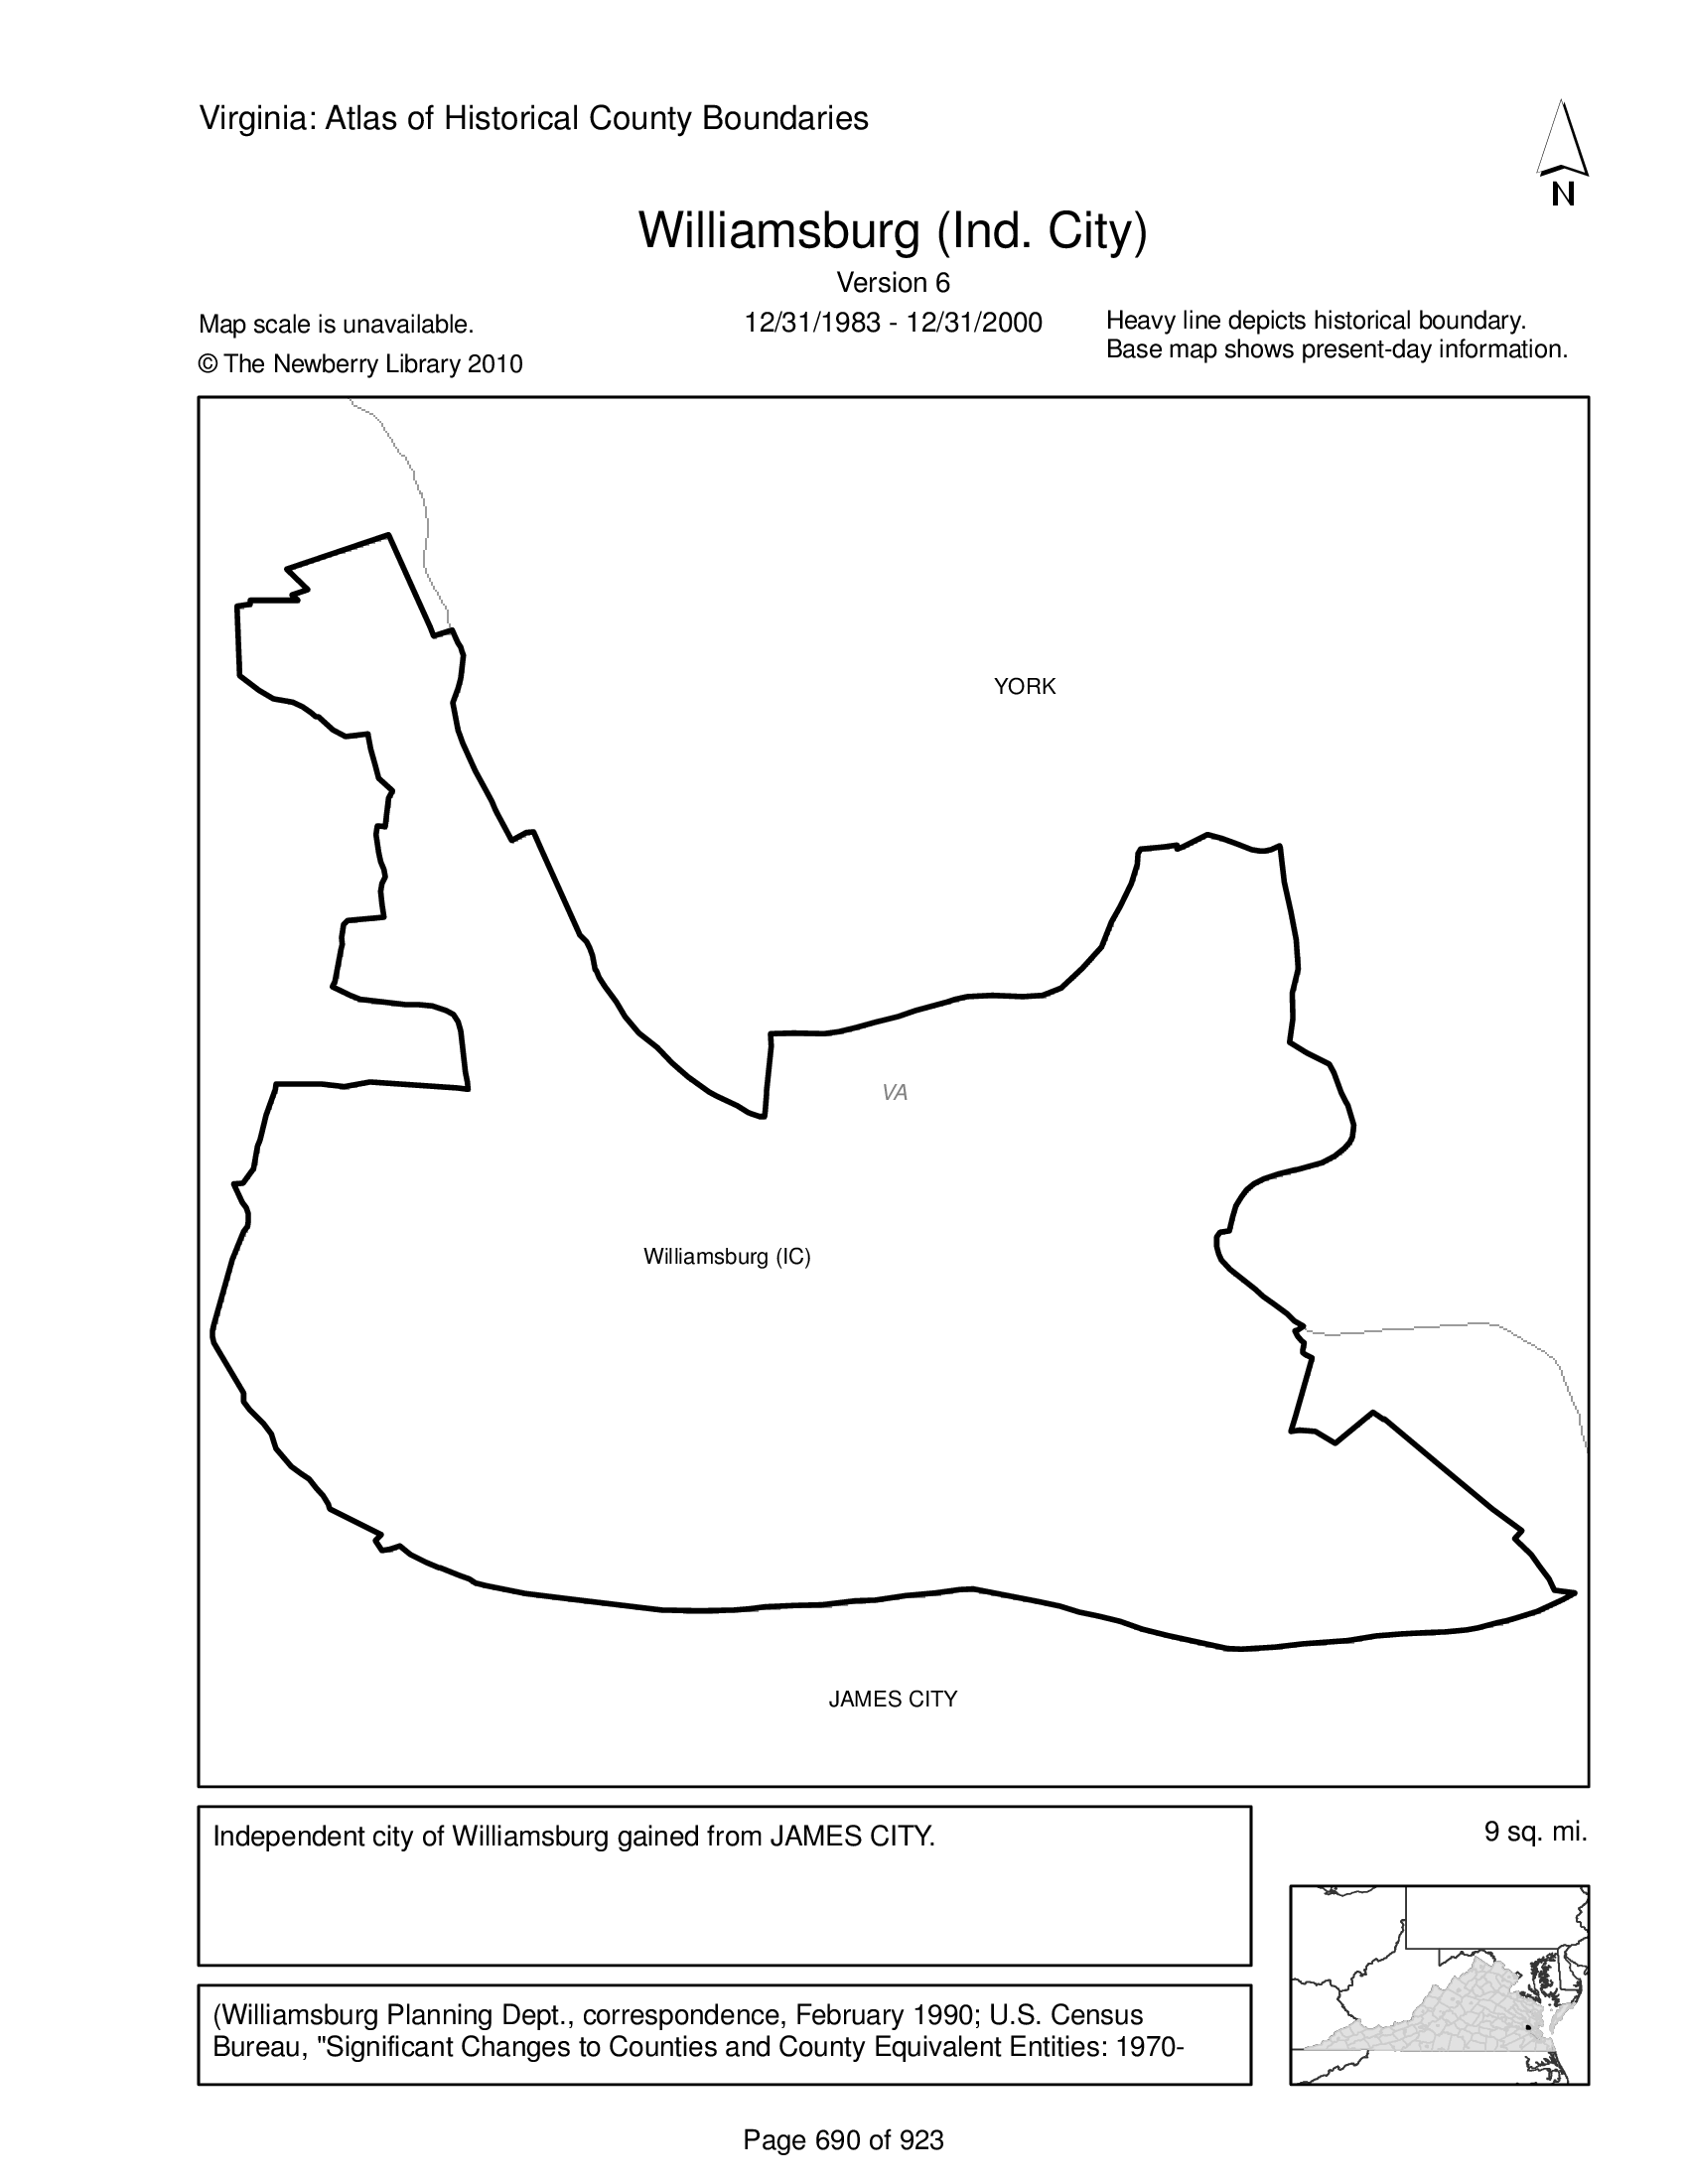 Virginia: Atlas of Historical County Boundaries
N
Williamsburg (Ind. City)
Version 6
12/31/1983 - 12/31/2000
Map scale is unavailable.
© The Newberry Library 2010
Heavy line depicts historical boundary.
Base map shows present-day information.
YORK
VA
Williamsburg (IC)
JAMES CITY
Independent city of Williamsburg gained from JAMES CITY.
9 sq. mi.
(Williamsburg Planning Dept., correspondence, February 1990; U.S. Census
Bureau, "Significant Changes to Counties and County Equivalent Entities: 1970-
Page 690 of 923